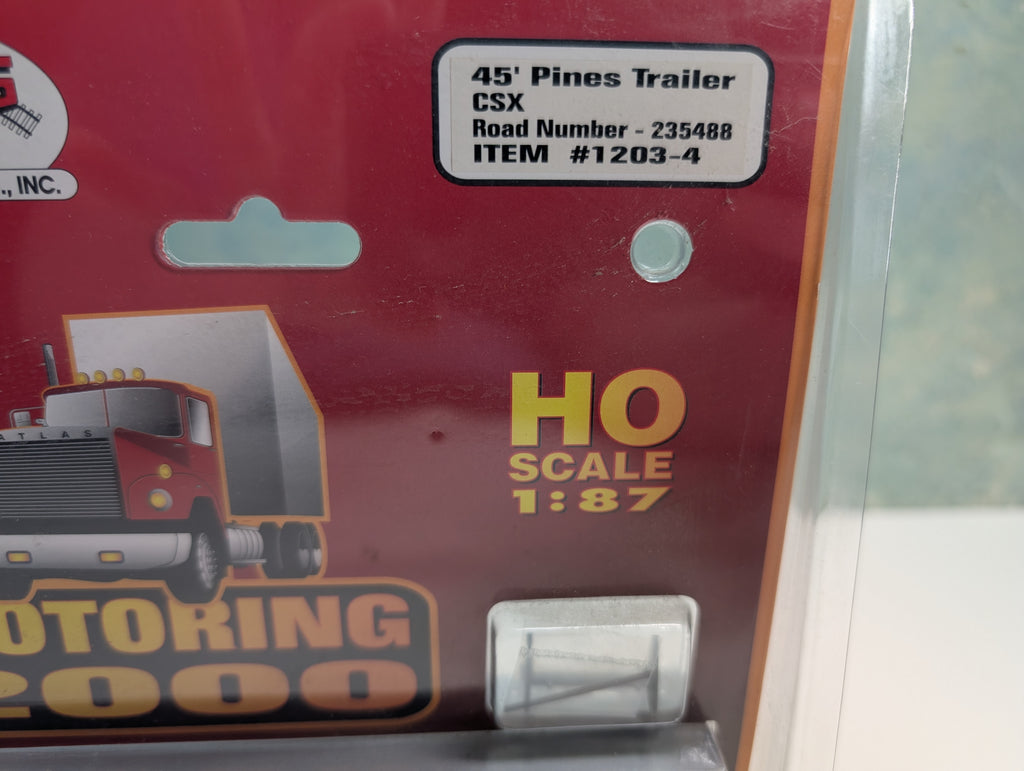 45' Pines Trailer
CSX
Road Number - 235488
ITEM #1203-4
., INC.
ATLAS
HO
SCALE
1:87
OTORING
2000